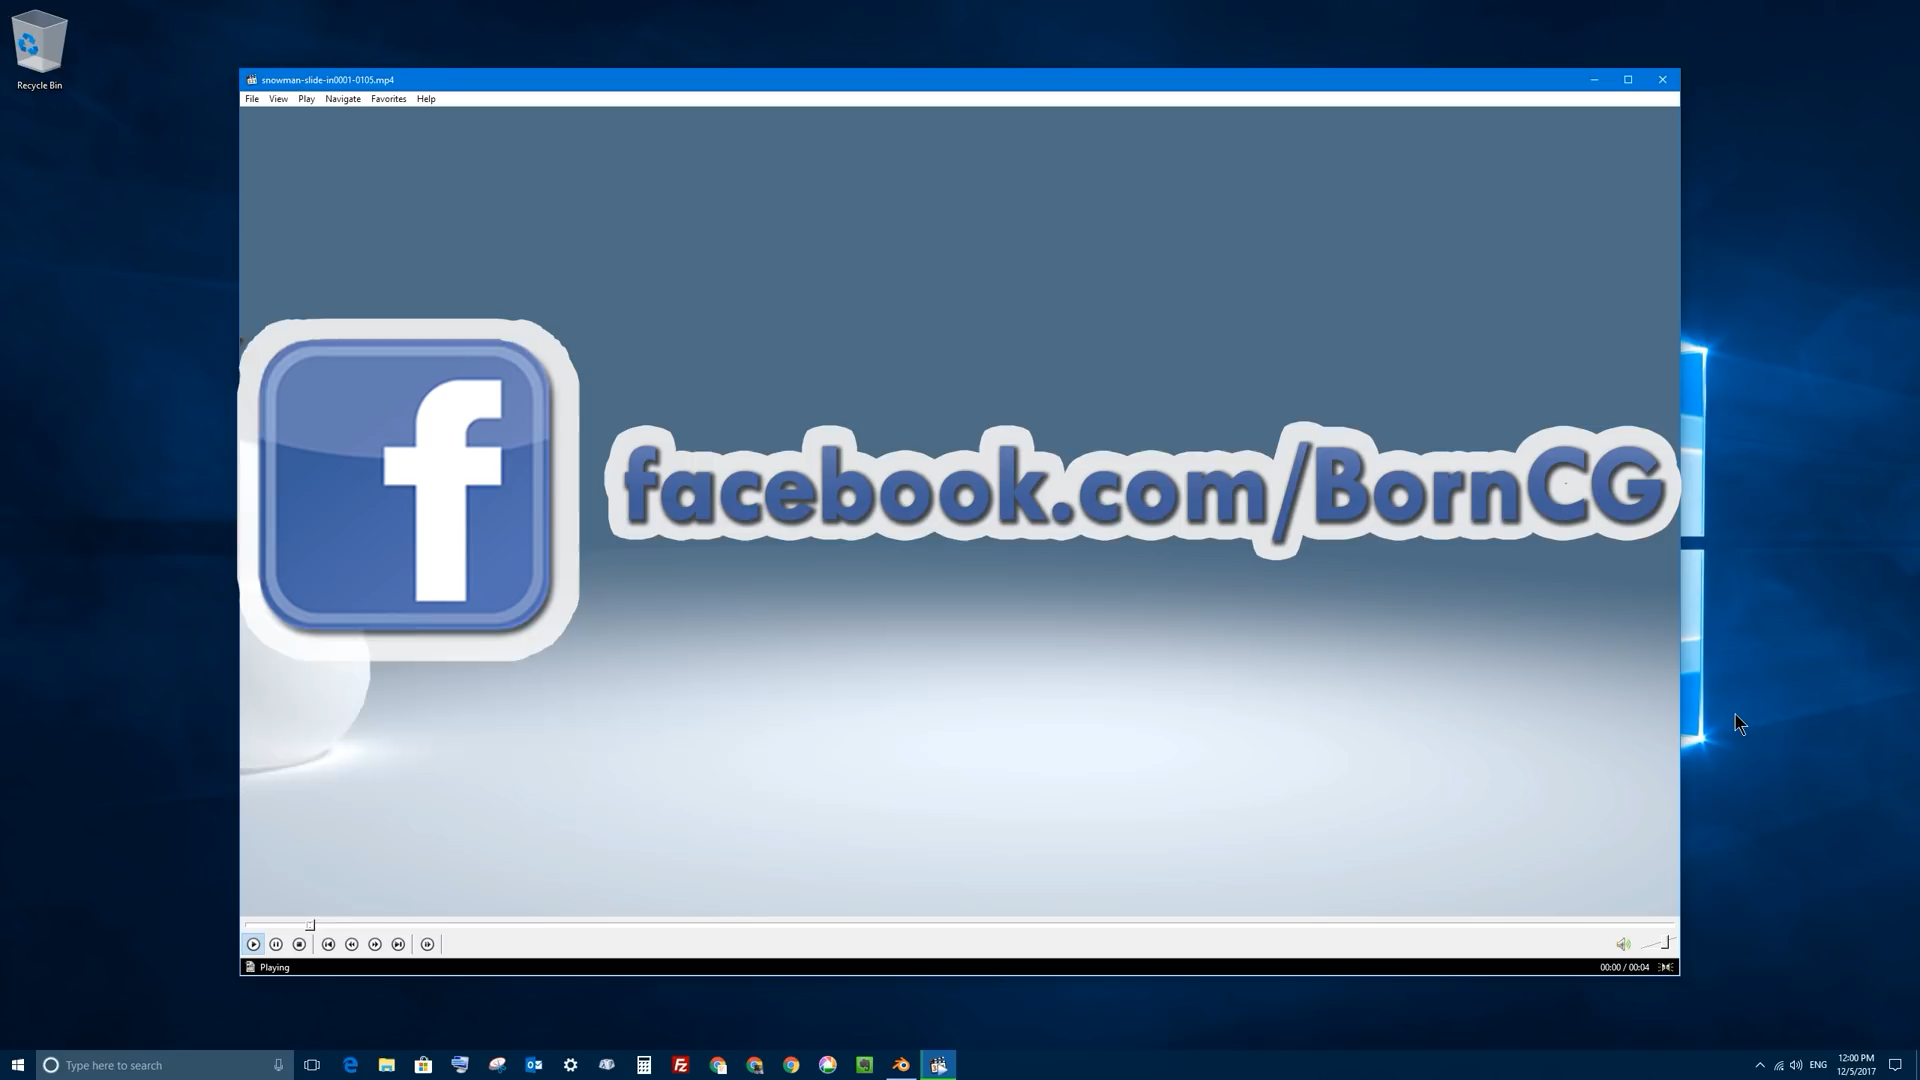 Recycle Bin
snowman-slide-in0001-0105.mp4
File View Play Navigate Favorites Help
f
facebook.com/BornCG
Playing
00:00 / 00:04
Type here to search
Fz
ENG
12:00 PM
12/5/2017